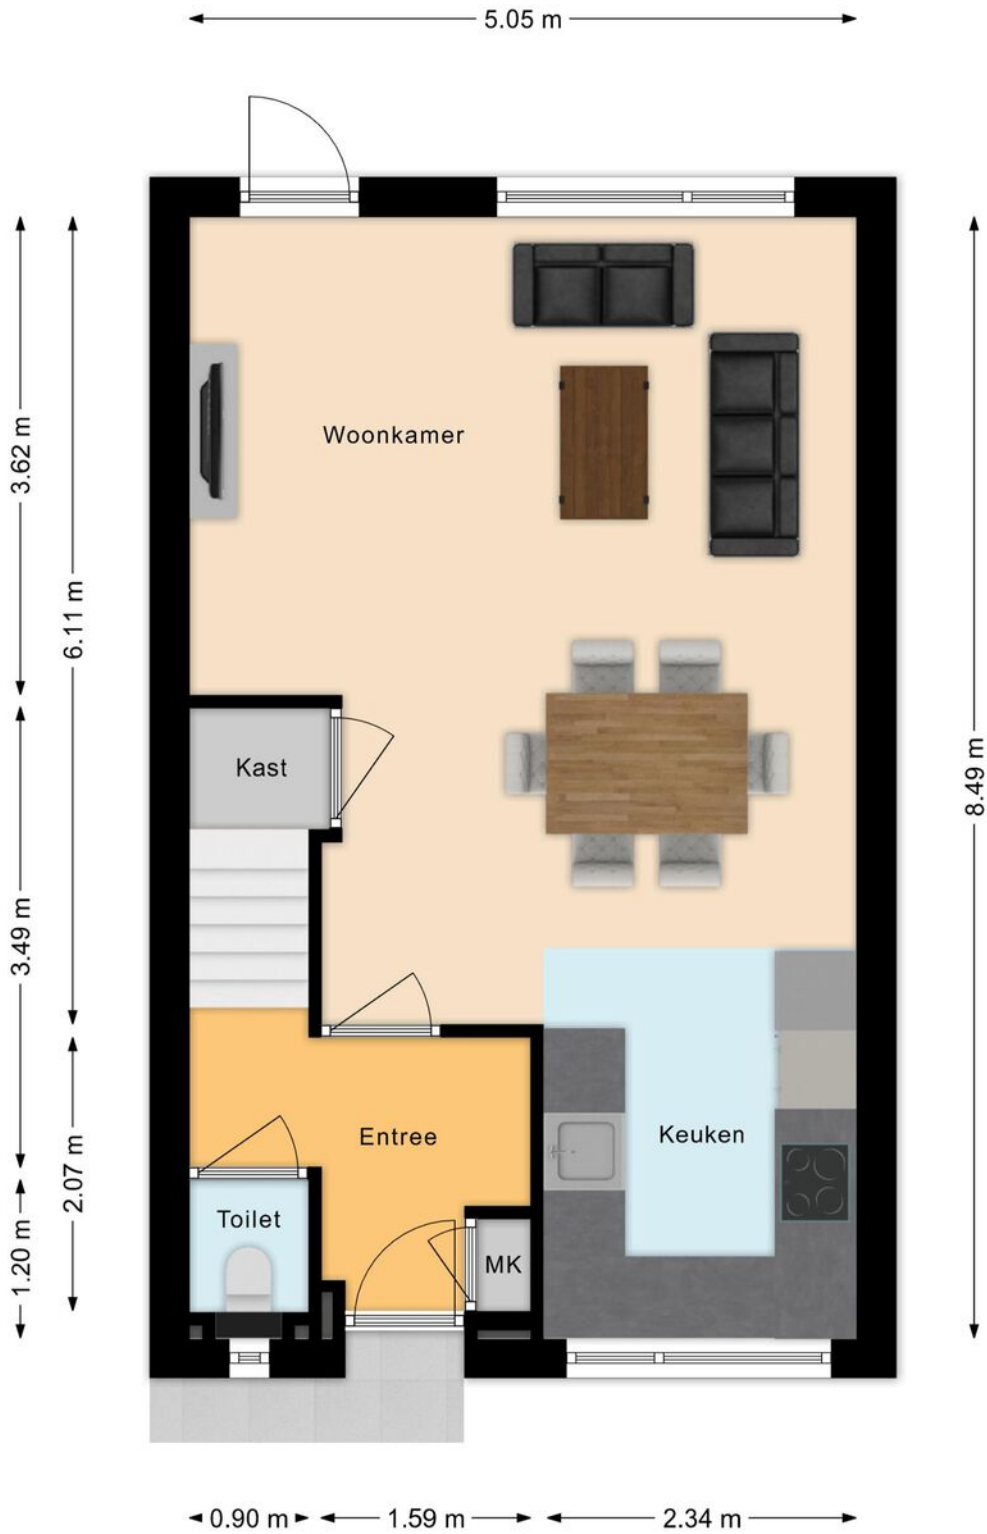 5.05 m
3.62 m
6.11 m
Woonkamer
8.49 m
Kast
3.49 m
Entree
Keuken
2.07 m
Toilet
1.20 m
MK
0.90 m
1.59 m
2.34 m